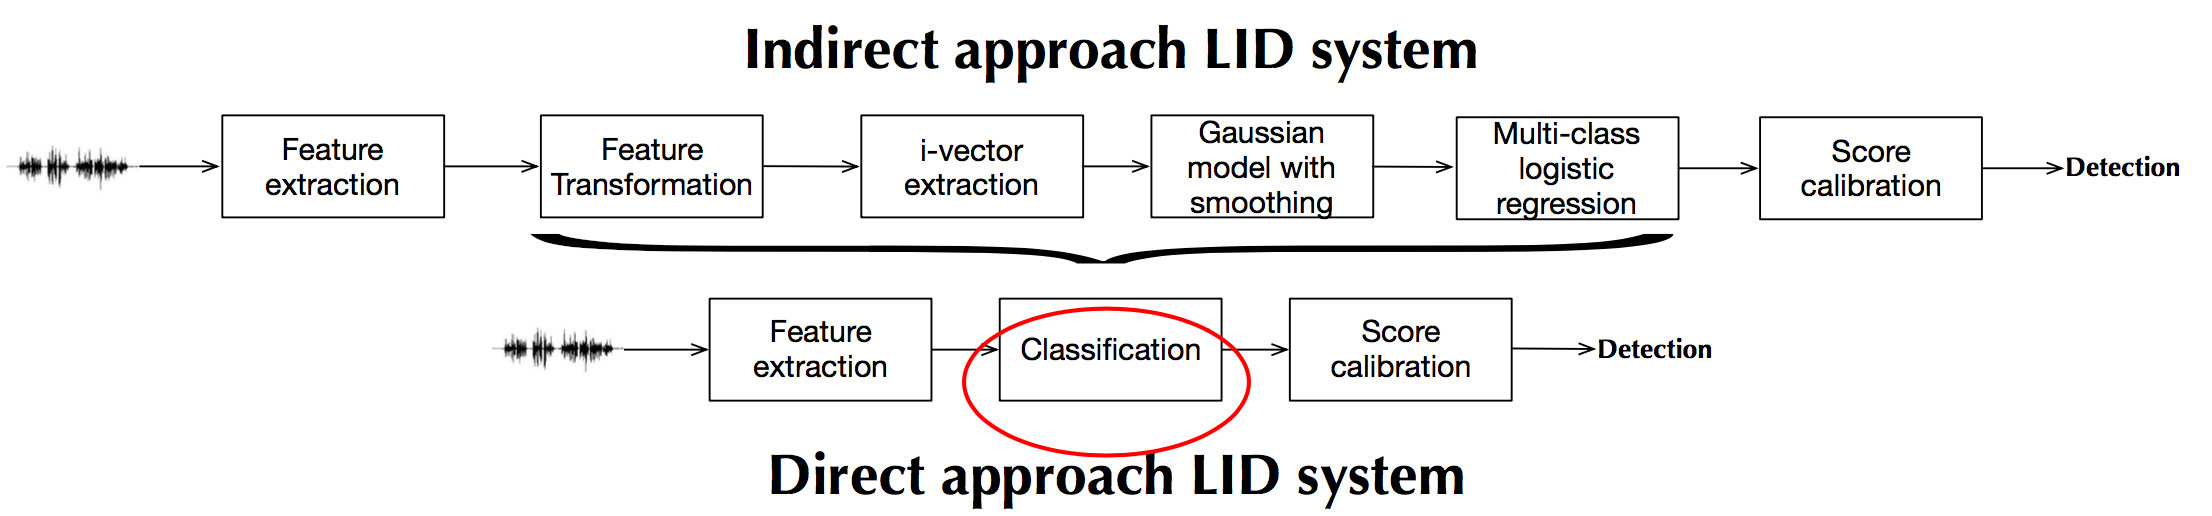 Indirect approach LID system
Feature
extraction
Feature
Transformation
i-vector
extraction
Gaussian
model with
smoothing
Multi-class
logistic
regression
Score
calibration
Detection
Feature
extraction
Classification
Score
calibration
Detection
Direct approach LID system